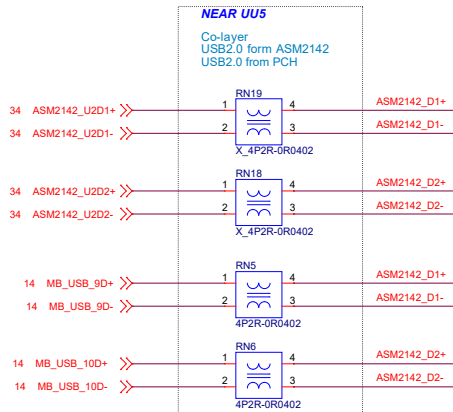 NEAR UU5
Co-layer
USB2.0 form ASM2142
USB2.0 from PCH
RN19
34 ASM2142_U2D1+ 1 4 ASM2142_D1+
34 ASM2142_U2D1- 2 3 ASM2142_D1-
X_4P2R-0R0402
RN18
34 ASM2142_U2D2+ 1 4 ASM2142_D2+
34 ASM2142_U2D2- 2 3 ASM2142_D2-
X_4P2R-0R0402
RN5
14 MB_USB_9D+ 1 4 ASM2142_D1+
14 MB_USB_9D- 2 3 ASM2142_D1-
4P2R-0R0402
RN6
14 MB_USB_10D+ 1 4 ASM2142_D2+
14 MB_USB_10D- 2 3 ASM2142_D2-
4P2R-0R0402